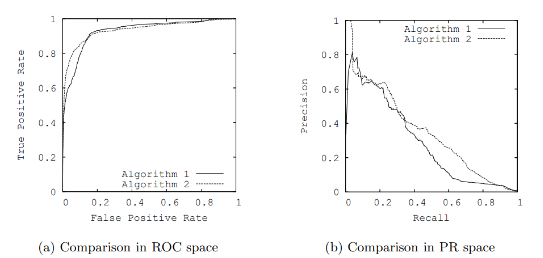 1
0.8
0.6
0.4
0.2
0
0 0.2 0.4 0.6 0.8 1
True Positive Rate
False Positive Rate
Algorithm 1
Algorithm 2
(a) Comparison in ROC space
1
0.8
0.6
0.4
0.2
0
0 0.2 0.4 0.6 0.8 1
Precision
Recall
Algorithm 1
Algorithm 2
(b) Comparison in PR space